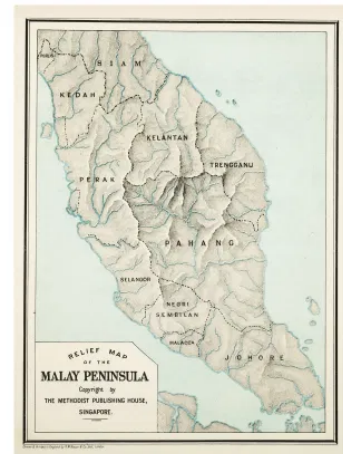 SIAM
KEDAH
KELANTAN
TRENGGANU
PERAK
PAHANG
SELANGOR
NEGRI
SEMBILAN
MALACCA
JOHORE
RELIEF MAP
OF THE
MALAY PENINSULA
Copyright by
THE METHODIST PUBLISHING HOUSE,
SINGAPORE.